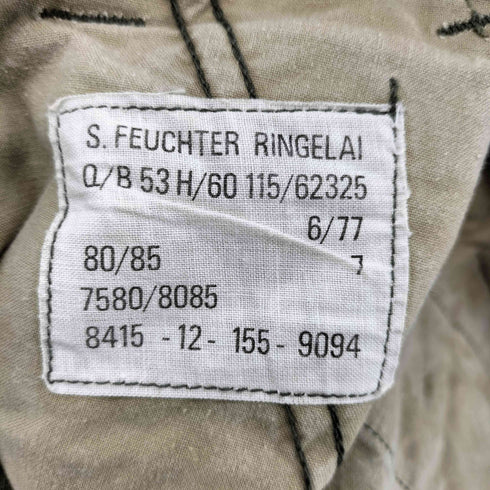 S. FEUCHTER RINGELAI
Q/B 53 H/60 115/62325
6/77
80/85 7
7580/8085
8415 - 12 - 155 - 9094